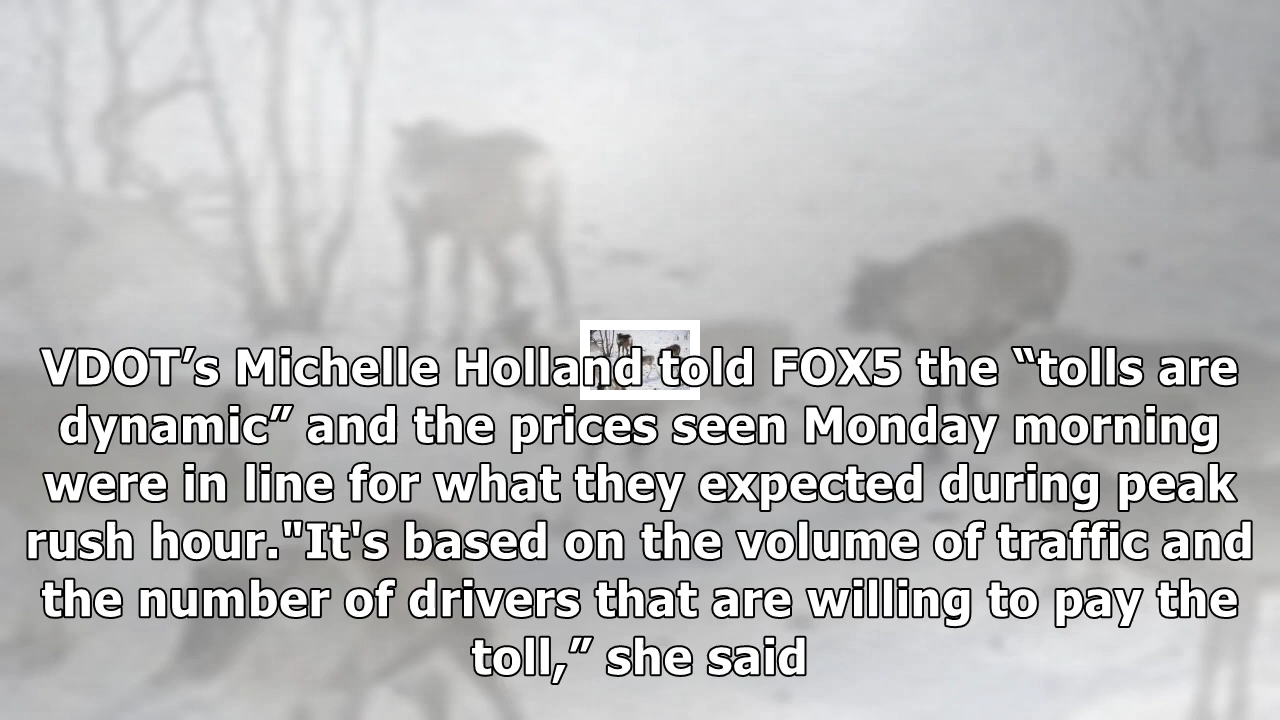 VDOT’s Michelle Holland told FOX5 the “tolls are
dynamic” and the prices seen Monday morning
were in line for what they expected during peak
rush hour."It's based on the volume of traffic and
the number of drivers that are willing to pay the
toll,” she said